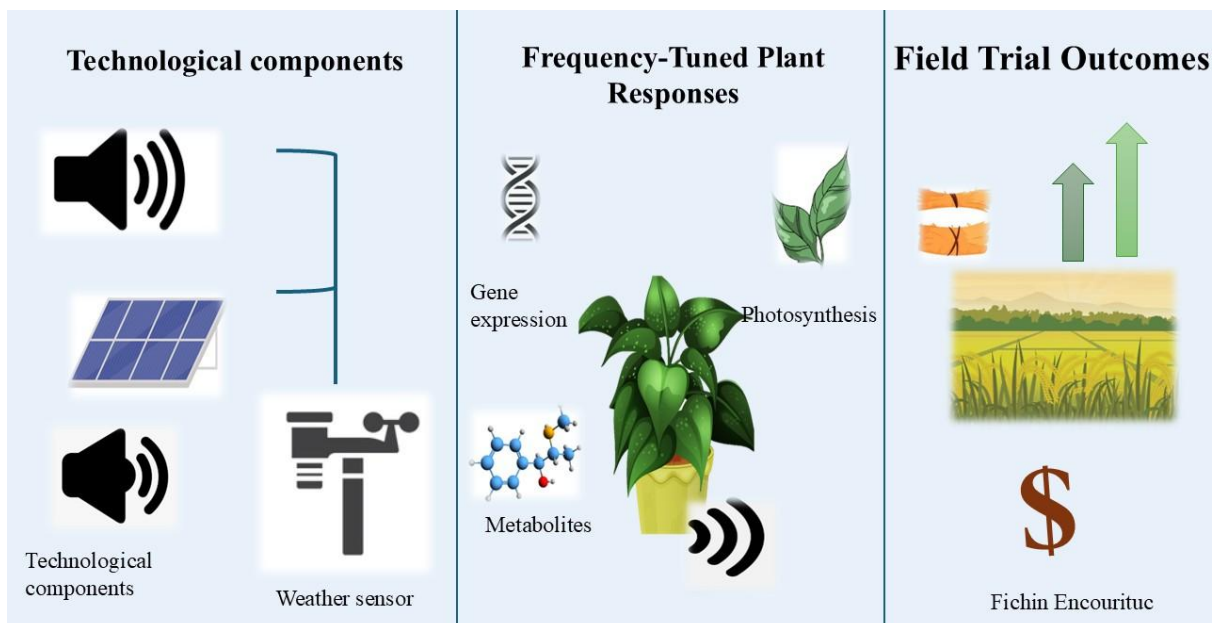 Technological components
Frequency-Tuned Plant
Responses
Field Trial Outcomes
Gene
expression
Photosynthesis
Metabolites
Technological
components
Weather sensor
$
Fichin Encourituc